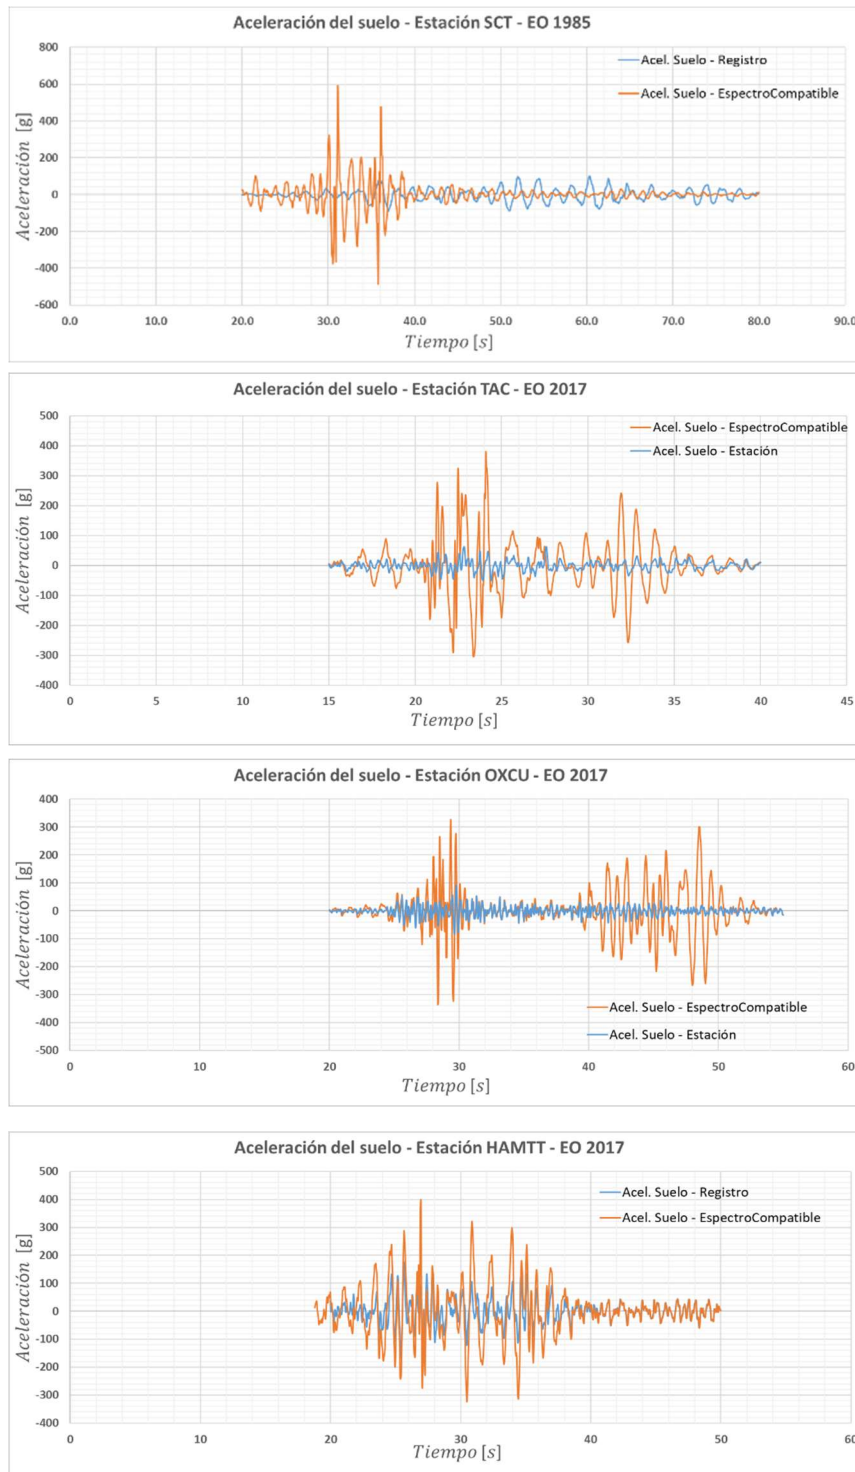 Aceleración del suelo - Estación SCT - EO 1985
800
600
400
200
0
-200
-400
-600
0.0 10.0 20.0 30.0 40.0 50.0 60.0 70.0 80.0 90.0
Aceleración [g]
Tiempo [s]
Acel. Suelo - Registro
Acel. Suelo - EspectroCompatible
Aceleración del suelo - Estación TAC - EO 2017
500
400
300
200
100
0
-100
-200
-300
-400
0 5 10 15 20 25 30 35 40 45
Aceleración [g]
Tiempo [s]
Acel. Suelo - EspectroCompatible
Acel. Suelo - Estación
Aceleración del suelo - Estación OXCU - EO 2017
400
300
200
100
0
-100
-200
-300
-400
-500
0 10 20 30 40 50 60
Aceleración [g]
Tiempo [s]
Acel. Suelo - EspectroCompatible
Acel. Suelo - Estación
Aceleración del suelo - Estación HAMTT - EO 2017
500
400
300
200
100
0
-100
-200
-300
-400
0 10 20 30 40 50 60
Aceleración [g]
Tiempo [s]
Acel. Suelo - Registro
Acel. Suelo - EspectroCompatible